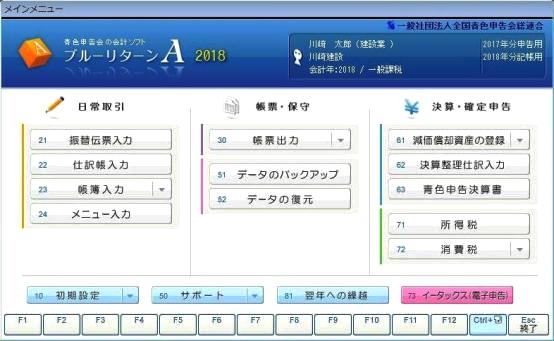 メインメニュー
一般社団法人全国青色申告会総連合
青色申告会の会計ソフト
ブルーリターンA 2018
川崎 太郎（建設業 ）
川崎建設
会計年:2018 / 一般課税
2017年分申告用
2018年分記帳用
日常取引
21 振替伝票入力
22 仕訳帳入力
23 帳簿入力
24 メニュー入力
帳票・保守
30 帳票出力
51 データのバックアップ
52 データの復元
決算・確定申告
61 減価償却資産の登録
62 決算整理仕訳入力
63 青色申告決算書
71 所得税
72 消費税
10 初期設定
50 サポート
81 翌年への繰越
73 イータックス(電子申告)
F1 F2 F3 F4 F5 F6 F7 F8 F9 F10 F11 F12 Ctrl+ Esc
終了